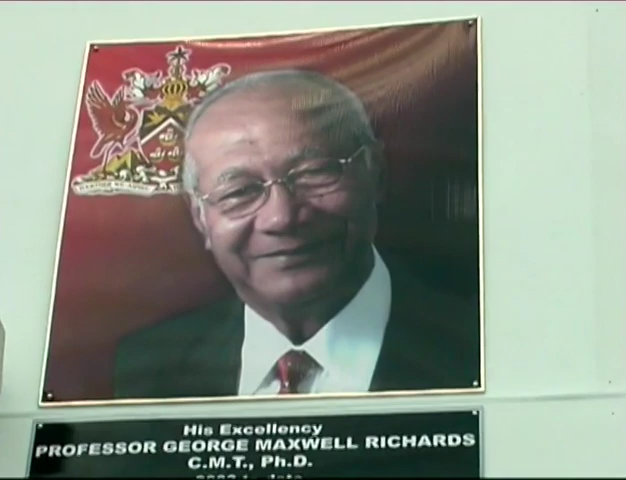 His Excellency
PROFESSOR GEORGE MAXWELL RICHARDS
C.M.T., Ph.D.